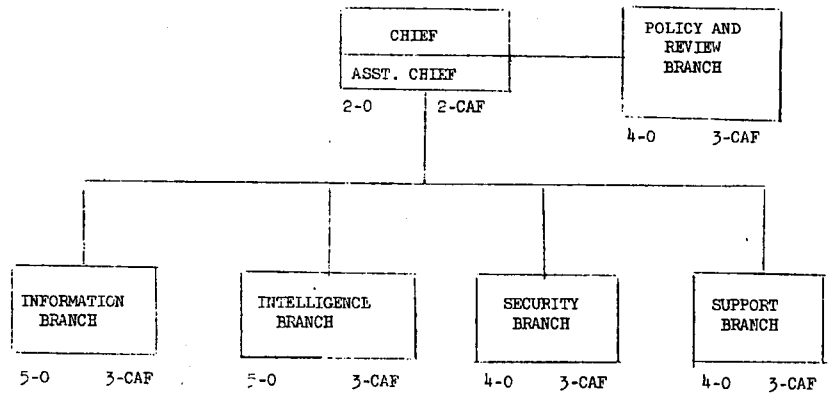 CHIEF
ASST. CHIEF
2-O 2-CAF
POLICY AND
REVIEW
BRANCH
4-O 3-CAF
INFORMATION
BRANCH
5-O 3-CAF
INTELLIGENCE
BRANCH
5-O 3-CAF
SECURITY
BRANCH
4-O 3-CAF
SUPPORT
BRANCH
4-O 3-CAF